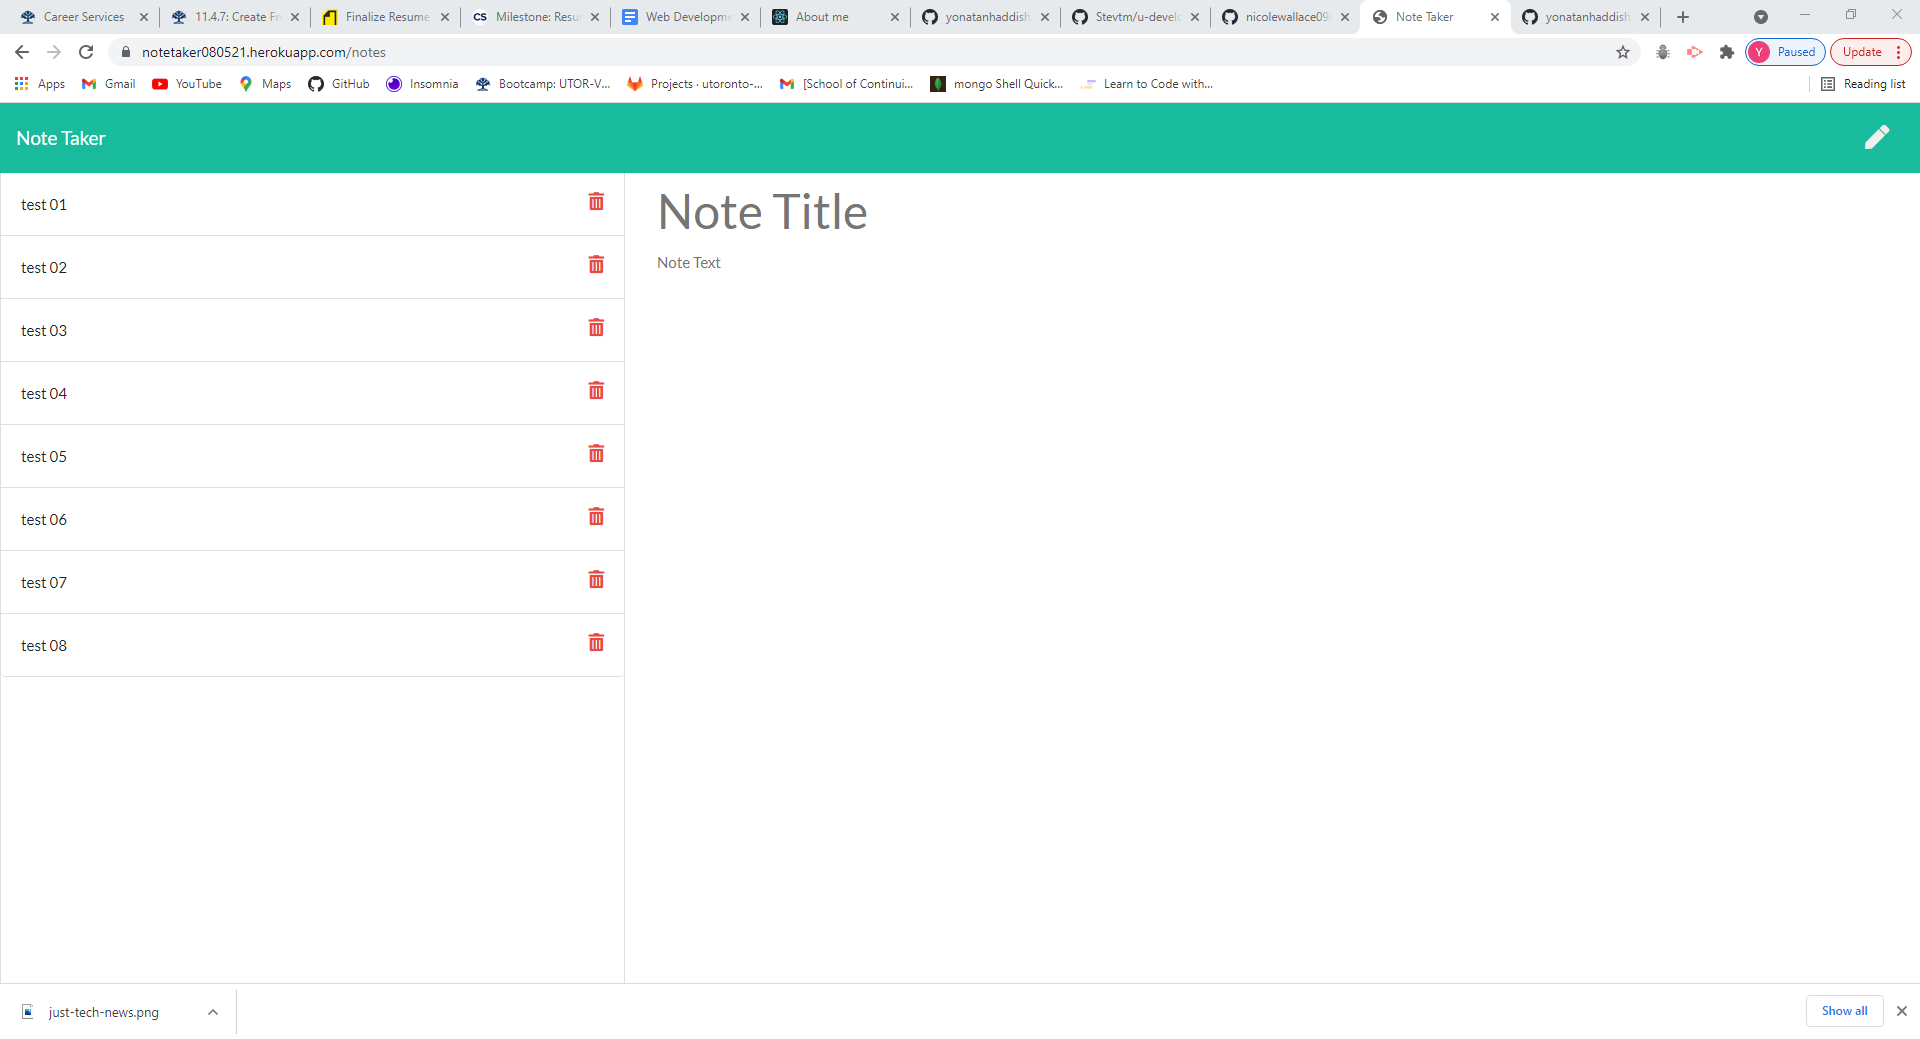 Career Services
11.4.7: Create Fr
Finalize Resume
CS Milestone: Resu
Web Developme
About me
yonatanhaddish
Stevtm/u-devel
nicolewallace09
Note Taker
yonatanhaddish
notetaker080521.herokuapp.com/notes
Y Paused
Update
Apps
Gmail
YouTube
Maps
GitHub
Insomnia
Bootcamp: UTOR-V...
Projects · utoronto-...
[School of Continui...
mongo Shell Quick...
Learn to Code with...
Reading list
Note Taker
test 01
test 02
test 03
test 04
test 05
test 06
test 07
test 08
Note Title
Note Text
just-tech-news.png
Show all